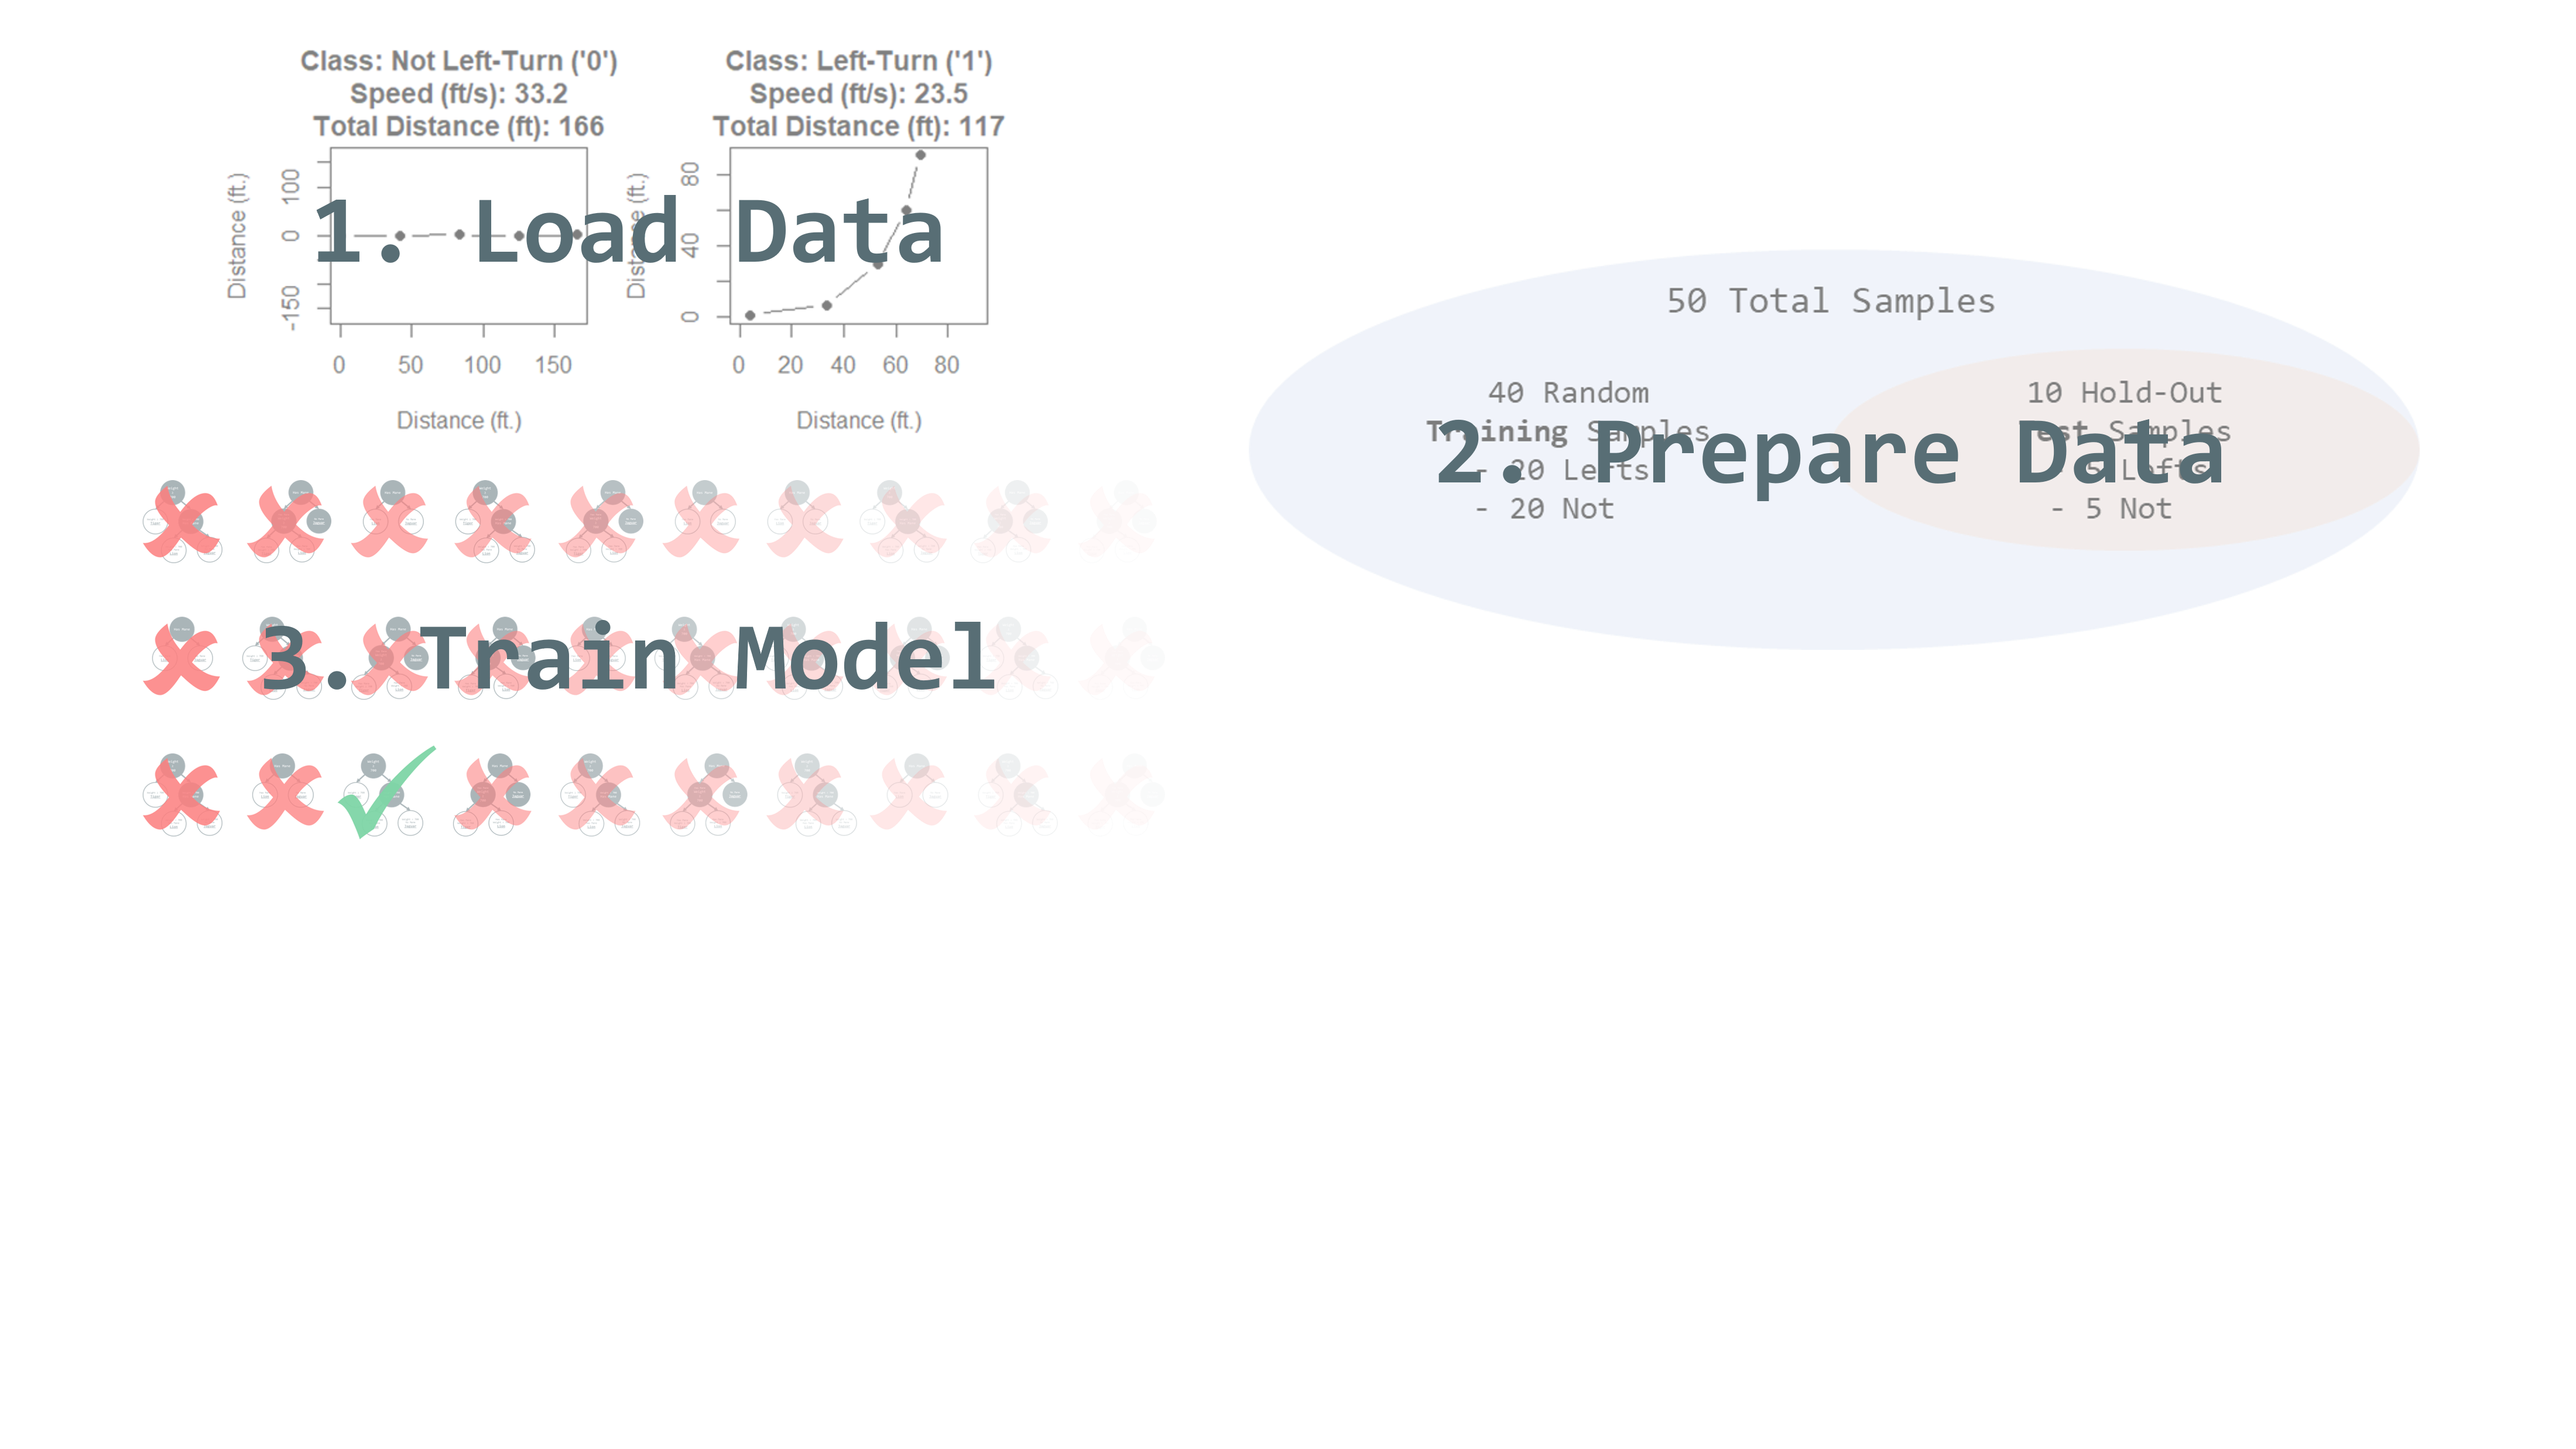 Class: Not Left-Turn ('0')
Speed (ft/s): 33.2
Total Distance (ft): 166
Distance (ft.)
100
0
-150
0 50 100 150
Distance (ft.)
Class: Left-Turn ('1')
Speed (ft/s): 23.5
Total Distance (ft): 117
Distance (ft.)
80
40
0
0 20 40 60 80
Distance (ft.)
1. Load Data
50 Total Samples
40 Random
Training Samples
- 20 Lefts
- 20 Not
10 Hold-Out
Test Samples
- 5 Lefts
- 5 Not
2. Prepare Data
3. Train Model